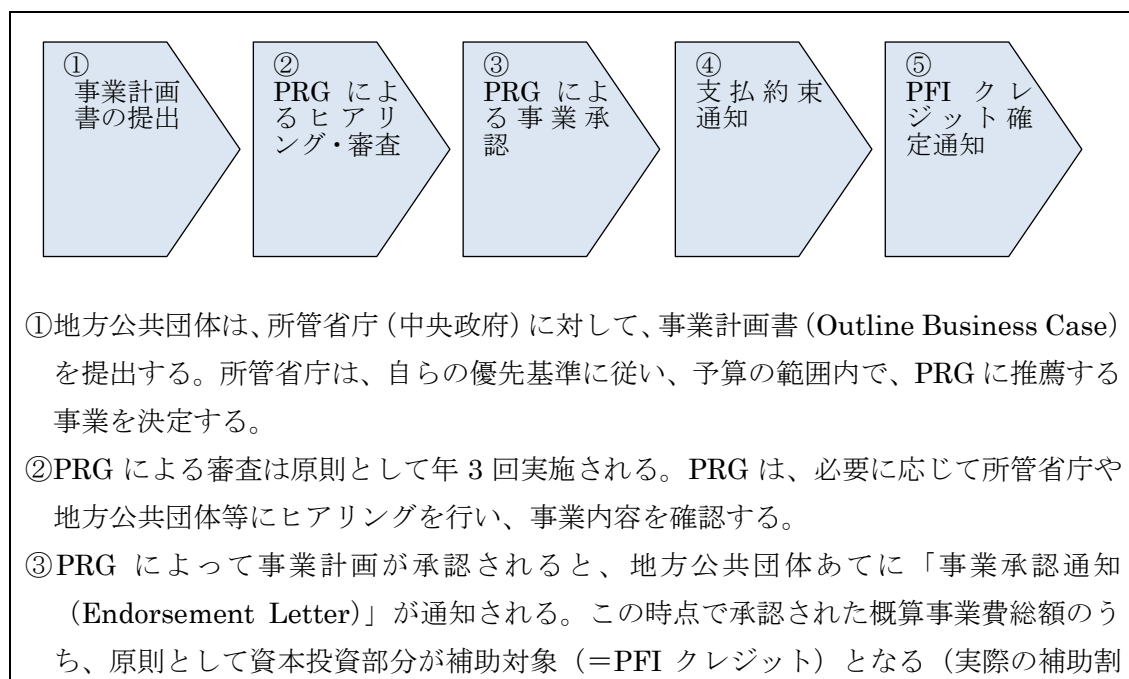 ①
事業計画
書の提出
②
PRG によ
るヒアリ
ング・審査
③
PRG によ
る事業承
認
④
支払約束
通知
⑤
PFI クレ
ジット確
定通知
①地方公共団体は、所管省庁(中央政府)に対して、事業計画書(Outline Business Case)
を提出する。所管省庁は、自らの優先基準に従い、予算の範囲内で、PRG に推薦する
事業を決定する。
②PRG による審査は原則として年 3 回実施される。PRG は、必要に応じて所管省庁や
地方公共団体等にヒアリングを行い、事業内容を確認する。
③PRG によって事業計画が承認されると、地方公共団体あてに「事業承認通知
(Endorsement Letter)」が通知される。この時点で承認された概算事業費総額のう
ち、原則として資本投資部分が補助対象(=PFI クレジット)となる(実際の補助割